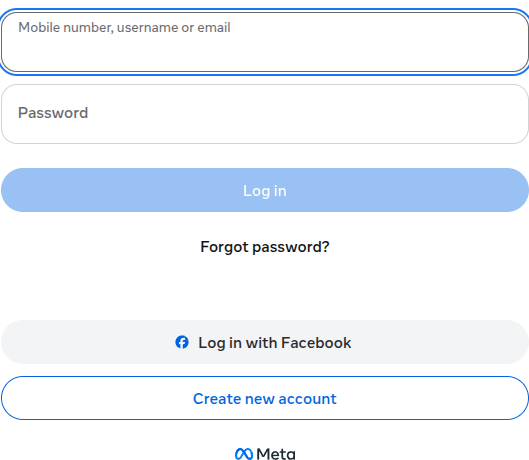 Mobile number, username or email
Password
Log in
Forgot password?
Log in with Facebook
Create new account
Meta